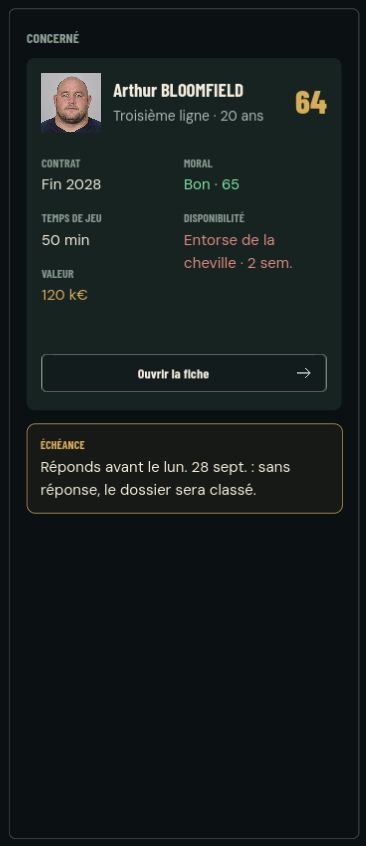 CONCERNÉ
Arthur BLOOMFIELD
Troisième ligne · 20 ans
64
CONTRAT
Fin 2028
MORAL
Bon · 65
TEMPS DE JEU
50 min
DISPONIBILITÉ
Entorse de la
cheville · 2 sem.
VALEUR
120 k€
Ouvrir la fiche →
ÉCHÉANCE
Réponds avant le lun. 28 sept. : sans
réponse, le dossier sera classé.